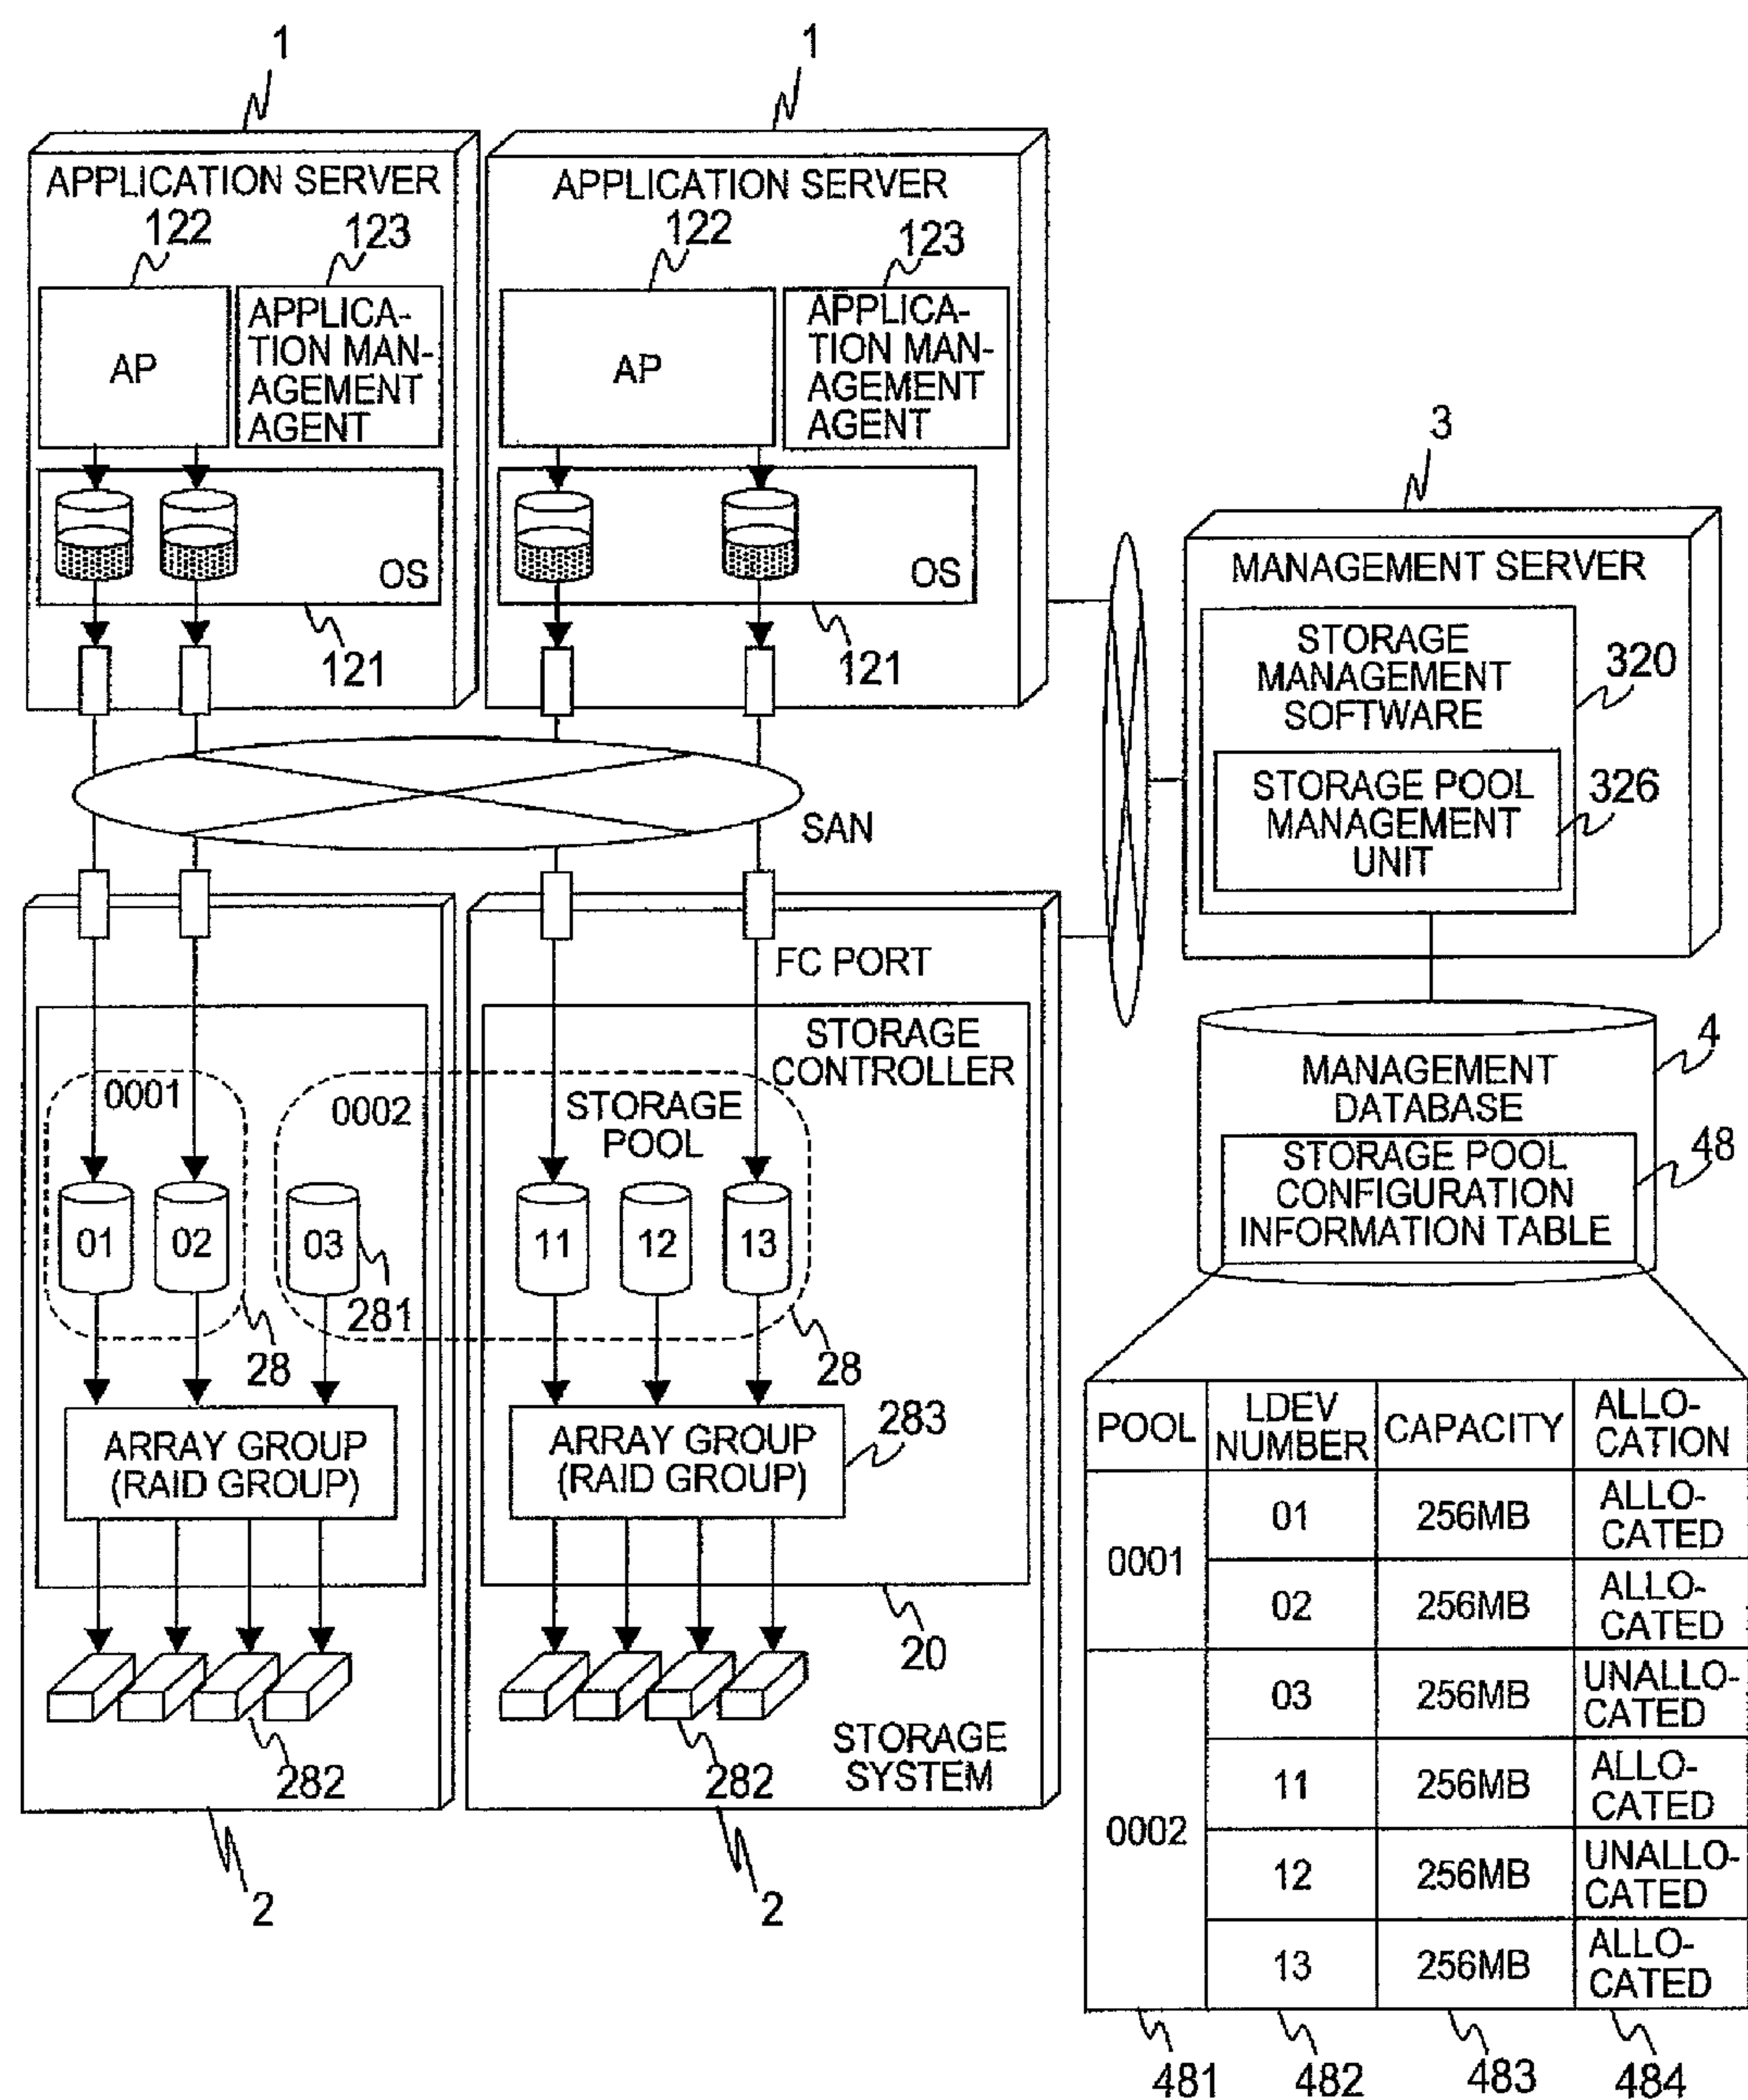 1
1
APPLICATION SERVER
122
123
AP
APPLICA-
TION MAN-
AGEMENT
AGENT
OS
121
APPLICATION SERVER
122
123
AP
APPLICA-
TION MAN-
AGEMENT
AGENT
OS
121
3
MANAGEMENT SERVER
STORAGE
MANAGEMENT
SOFTWARE
320
STORAGE POOL
MANAGEMENT
UNIT
326
SAN
FC PORT
STORAGE
CONTROLLER
0001
0002
STORAGE
POOL
01
02
03
11
12
13
281
28
28
ARRAY GROUP
(RAID GROUP)
ARRAY GROUP
(RAID GROUP)
283
20
282
282
STORAGE
SYSTEM
2
2
4
MANAGEMENT
DATABASE
48
STORAGE POOL
CONFIGURATION
INFORMATION TABLE
POOL
LDEV
NUMBER
CAPACITY
ALLO-
CATION
0001
01
256MB
ALLO-
CATED
02
256MB
ALLO-
CATED
0002
03
256MB
UNALLO-
CATED
11
256MB
ALLO-
CATED
12
256MB
UNALLO-
CATED
13
256MB
ALLO-
CATED
481
482
483
484